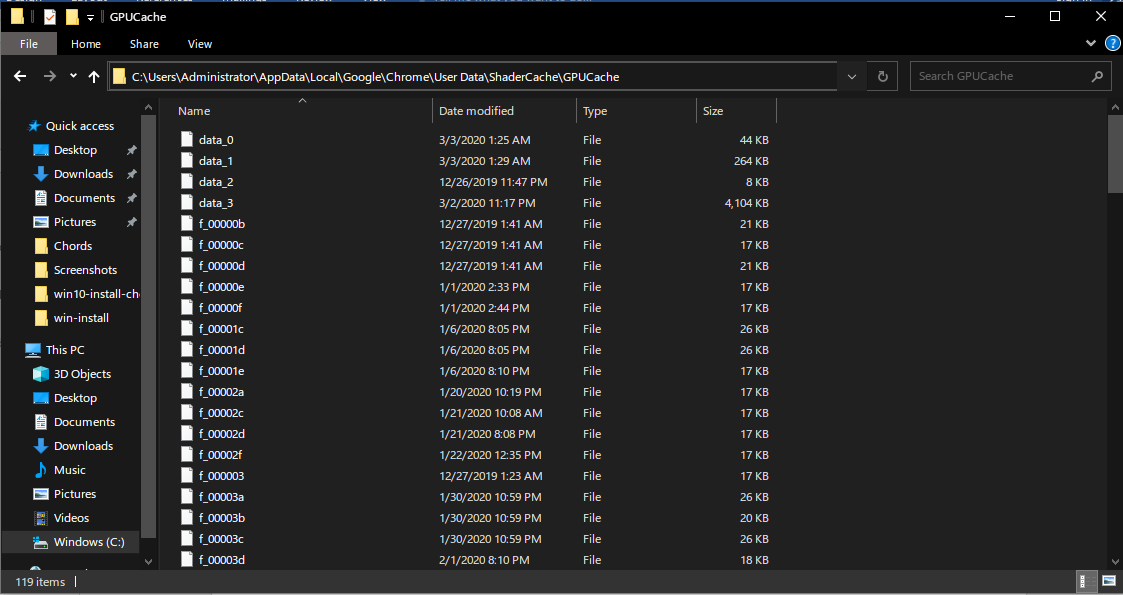 GPUCache
File Home Share View
C:\Users\Administrator\AppData\Local\Google\Chrome\User Data\ShaderCache\GPUCache Search GPUCache
Name Date modified Type Size
Quick access
Desktop
Downloads
Documents
Pictures
Chords
Screenshots
win10-install-ch
win-install
This PC
3D Objects
Desktop
Documents
Downloads
Music
Pictures
Videos
Windows (C:)
data_0 3/3/2020 1:25 AM File 44 KB
data_1 3/3/2020 1:29 AM File 264 KB
data_2 12/26/2019 11:47 PM File 8 KB
data_3 3/2/2020 11:17 PM File 4,104 KB
f_00000b 12/27/2019 1:41 AM File 21 KB
f_00000c 12/27/2019 1:41 AM File 17 KB
f_00000d 12/27/2019 1:41 AM File 21 KB
f_00000e 1/1/2020 2:33 PM File 17 KB
f_00000f 1/1/2020 2:44 PM File 17 KB
f_00001c 1/6/2020 8:05 PM File 26 KB
f_00001d 1/6/2020 8:05 PM File 26 KB
f_00001e 1/6/2020 8:10 PM File 17 KB
f_00002a 1/20/2020 10:19 PM File 17 KB
f_00002c 1/21/2020 10:08 AM File 17 KB
f_00002d 1/21/2020 8:08 PM File 17 KB
f_00002f 1/22/2020 12:35 PM File 17 KB
f_000003 12/27/2019 1:23 AM File 17 KB
f_00003a 1/30/2020 10:59 PM File 26 KB
f_00003b 1/30/2020 10:59 PM File 20 KB
f_00003c 1/30/2020 10:59 PM File 26 KB
f_00003d 2/1/2020 8:10 PM File 18 KB
119 items